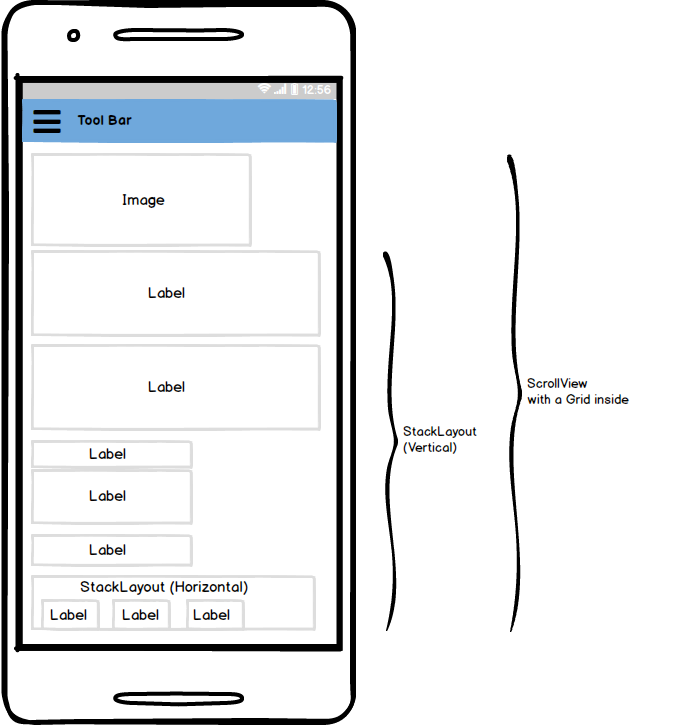 12:56
Tool Bar
Image
Label
Label
Label
Label
Label
StackLayout (Horizontal)
Label Label Label
StackLayout
(Vertical)
ScrollView
with a Grid inside